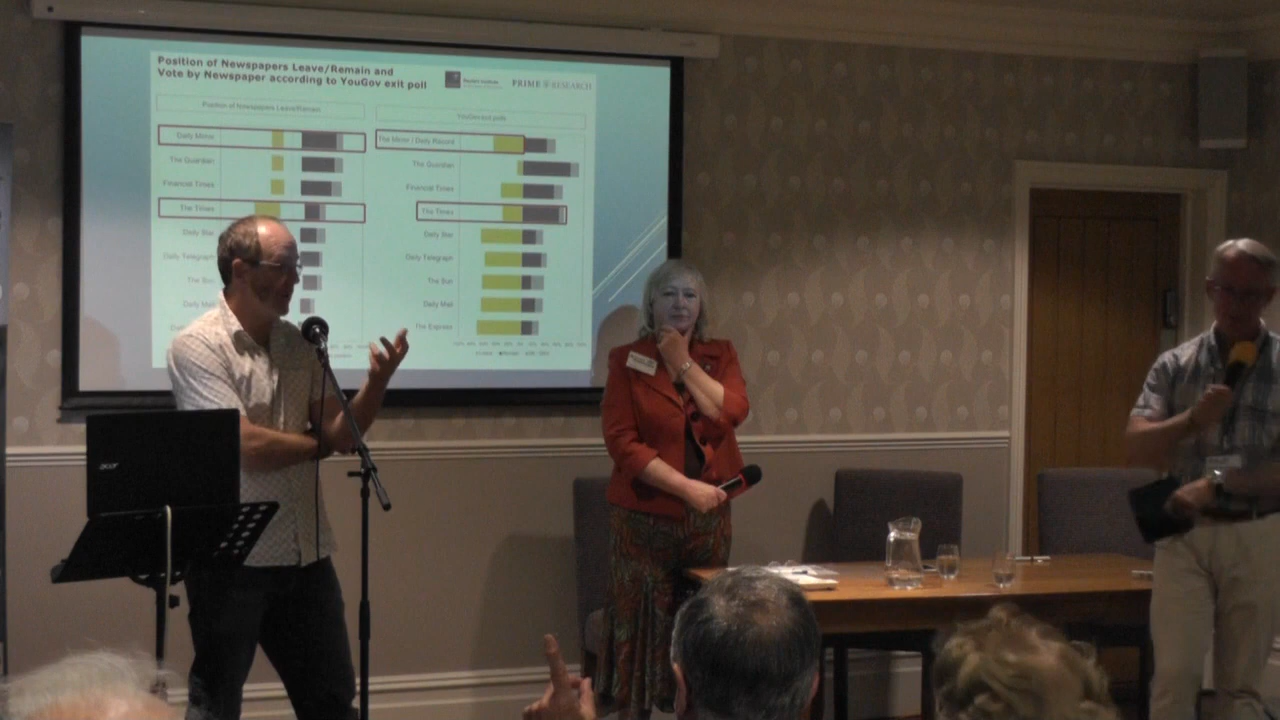 Position of Newspapers Leave/Remain and
Vote by Newspaper according to YouGov exit poll
PRIME RESEARCH
Position of Newspapers Leave/Remain
YouGov exit polls
Daily Mirror
The Guardian
Financial Times
The Times
Daily Star
Daily Telegraph
The Sun
Daily Mail
The Mirror / Daily Record
The Guardian
Financial Times
The Times
Daily Star
Daily Telegraph
The Sun
Daily Mail
The Express
acer